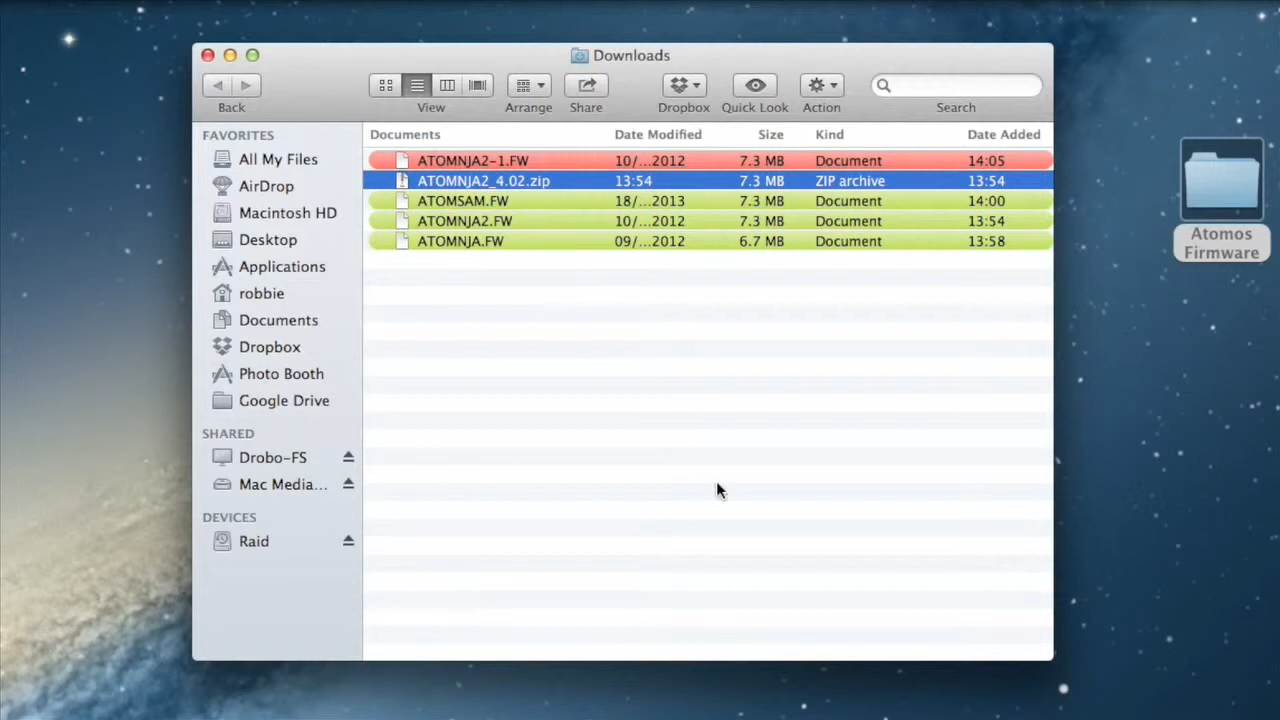 Downloads
Back View Arrange Share Dropbox Quick Look Action Search
FAVORITES
All My Files
AirDrop
Macintosh HD
Desktop
Applications
robbie
Documents
Dropbox
Photo Booth
Google Drive
SHARED
Drobo-FS
Mac Media...
DEVICES
Raid
Documents Date Modified Size Kind Date Added
ATOMNJA2-1.FW 10/...2012 7.3 MB Document 14:05
ATOMNJA2_4.02.zip 13:54 7.3 MB ZIP archive 13:54
ATOMSAM.FW 18/...2013 7.3 MB Document 14:00
ATOMNJA2.FW 10/...2012 7.3 MB Document 13:54
ATOMNJA.FW 09/...2012 6.7 MB Document 13:58
Atomos
Firmware